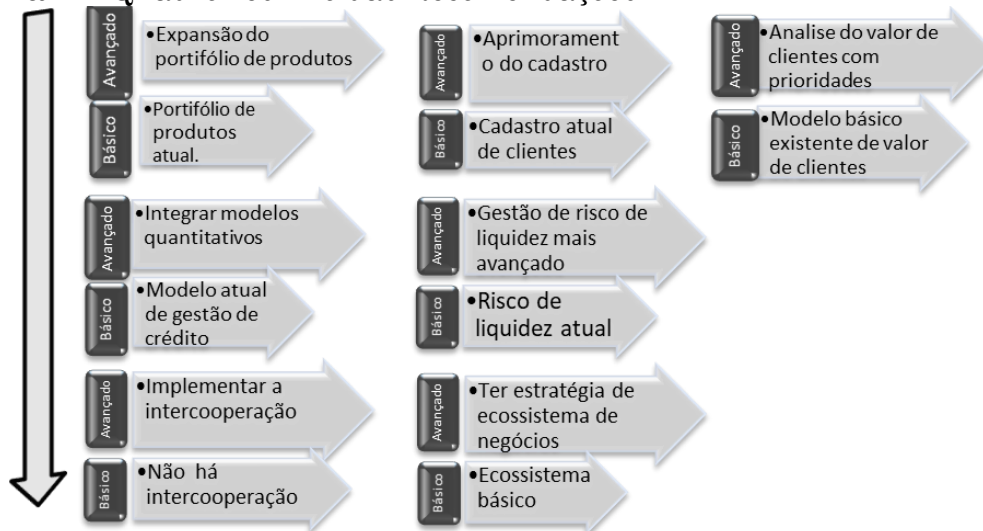 Avançado
•Expansão do
portifólio de produtos
Básico
•Portifólio de
produtos
atual.
Avançado
•Aprimorament
o do cadastro
Básico
•Cadastro atual
de clientes
Avançado
•Analise do valor de
clientes com
prioridades
Básico
•Modelo básico
existente de valor
de clientes
Avançado
•Integrar modelos
quantitativos
Básico
•Modelo atual
de gestão de
crédito
Avançado
•Gestão de risco de
liquidez mais
avançado
Básico
•Risco de
liquidez atual
Avançado
•Implementar a
intercooperação
Básico
•Não há
intercooperação
Avançado
•Ter estratégia de
ecossistema de
negócios
Básico
•Ecossistema
básico